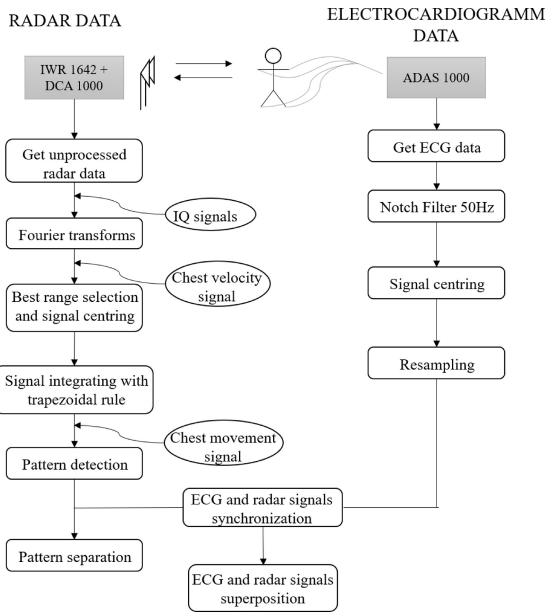 RADAR DATA
ELECTROCARDIOGRAMM
DATA
IWR 1642 +
DCA 1000
ADAS 1000
Get unprocessed
radar data
Get ECG data
IQ signals
Notch Filter 50Hz
Fourier transforms
Chest velocity
signal
Signal centring
Best range selection
and signal centring
Resampling
Signal integrating with
trapezoidal rule
Chest movement
signal
Pattern detection
ECG and radar signals
synchronization
Pattern separation
ECG and radar signals
superposition